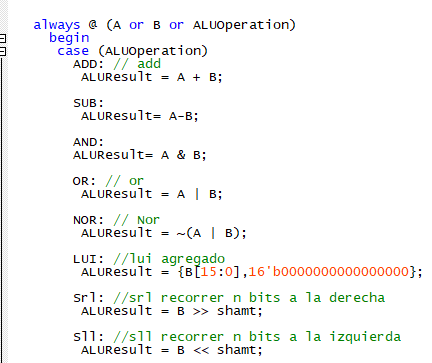 always @ (A or B or ALUOperation)
begin
case (ALUOperation)
ADD: // add
ALUResult = A + B;
SUB:
ALUResult= A-B;
AND:
ALUResult= A & B;
OR: // or
ALUResult = A | B;
NOR: // Nor
ALUResult = ~(A | B);
LUI: //lui agregado
ALUResult = {B[15:0],16'b0000000000000000};
Srl: //srl recorrer n bits a la derecha
ALUResult = B >> shamt;
Sll: //sll recorrer n bits a la izquierda
ALUResult = B << shamt;